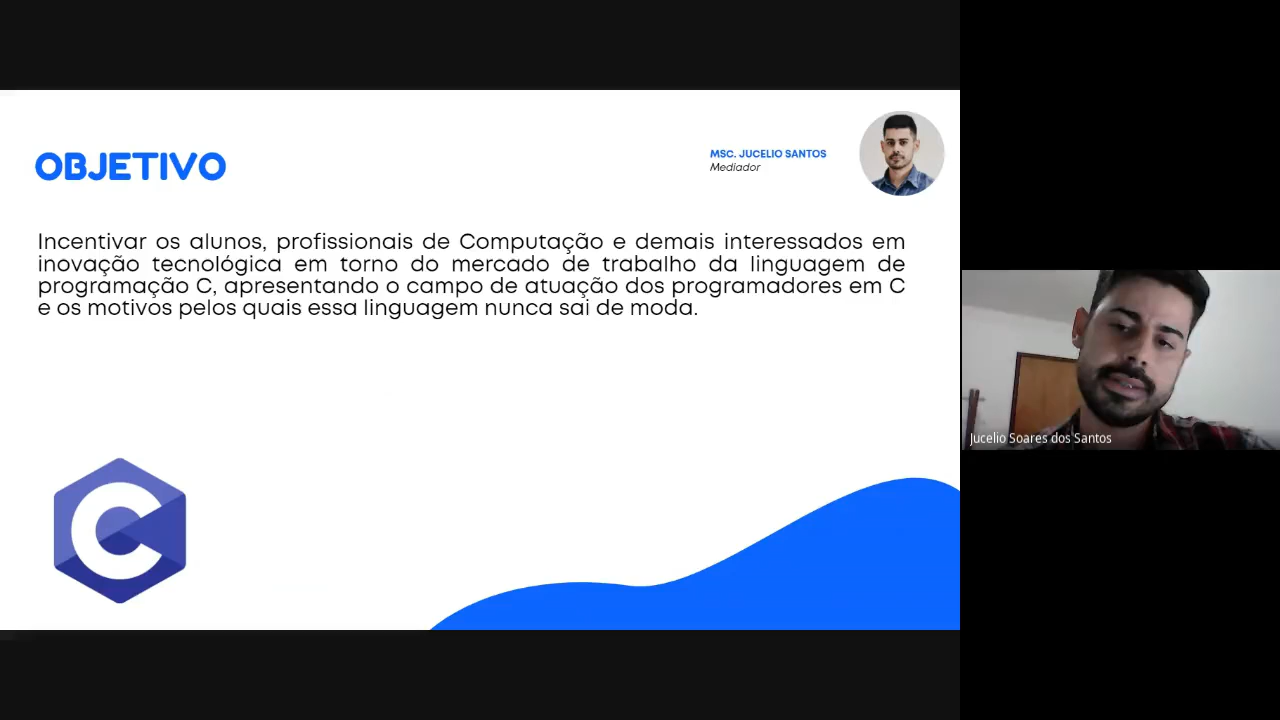 OBJETIVO
MSC. JUCELIO SANTOS
Mediador
Incentivar os alunos, profissionais de Computação e demais interessados em
inovação tecnológica em torno do mercado de trabalho da linguagem de
programação C, apresentando o campo de atuação dos programadores em C
e os motivos pelos quais essa linguagem nunca sai de moda.
C
Jucelio Soares dos Santos